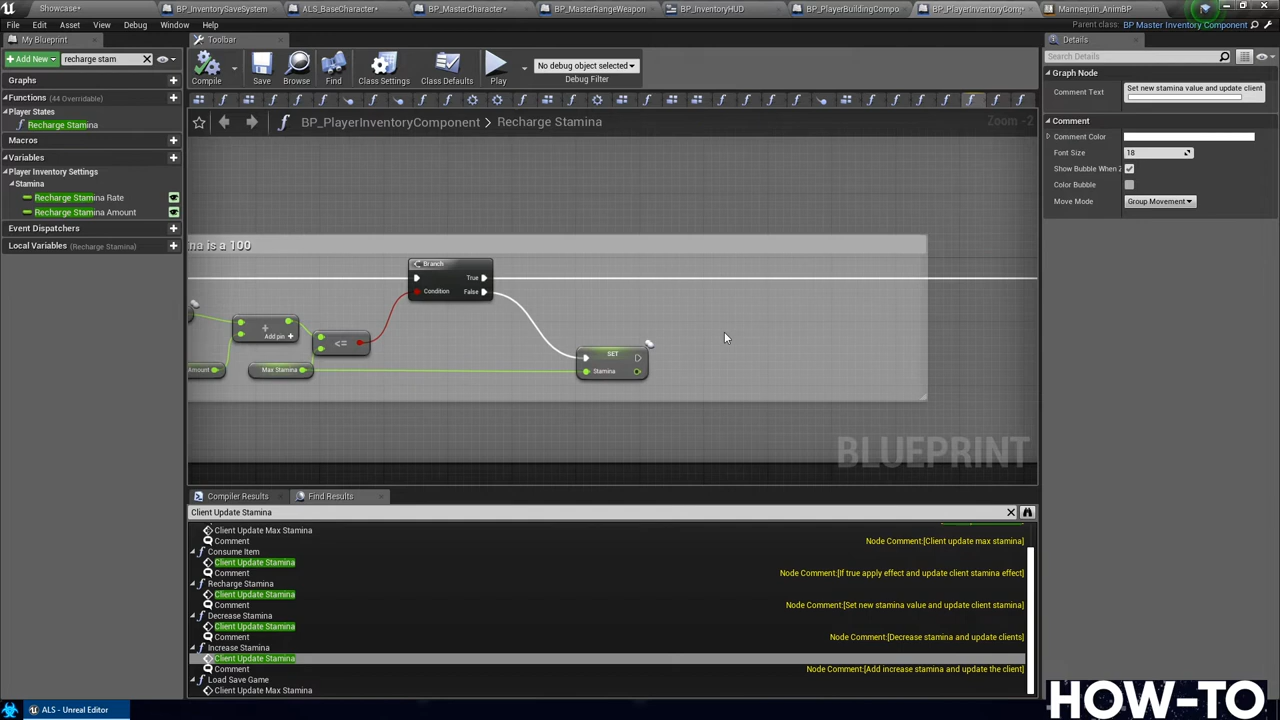 Showcase•
BP_InventorySaveSystem
ALS_BaseCharacter•
BP_MasterCharacter•
BP_MasterRangeWeapon
BP_InventoryHUD
BP_PlayerBuildingCompo
BP_PlayerInventoryComp
Mannequin_AnimBP
File Edit Asset View Debug Window Help
Parent class: BP Master Inventory Component
My Blueprint
Toolbar
Details
Add New
recharge stam
Compile
Save
Browse
Find
Class Settings
Class Defaults
Play
No debug object selected
Debug Filter
Search Details
Graph Node
Comment Text
Set new stamina value and update client
Comment
Comment Color
Font Size
18
Show Bubble When Z
Color Bubble
Move Mode
Group Movement
Graphs
Functions (44 Overridable)
Player States
Recharge Stamina
Macros
Variables
Player Inventory Settings
Stamina
Recharge Stamina Rate
Recharge Stamina Amount
Event Dispatchers
Local Variables (Recharge Stamina)
BP_PlayerInventoryComponent > Recharge Stamina
Zoom -2
na is a 100
Branch
True
Condition
False
Add pin +
<=
Amount
Max Stamina
SET
Stamina
BLUEPRINT
Compiler Results
Find Results
Client Update Stamina
Client Update Max Stamina
Comment
Node Comment:[Client update max stamina]
Consume Item
Client Update Stamina
Comment
Node Comment:[If true apply effect and update client stamina effect]
Recharge Stamina
Client Update Stamina
Comment
Node Comment:[Set new stamina value and update client stamina]
Decrease Stamina
Client Update Stamina
Comment
Node Comment:[Decrease stamina and update clients]
Increase Stamina
Client Update Stamina
Comment
Node Comment:[Add increase stamina and update the client]
Load Save Game
Client Update Max Stamina
ALS - Unreal Editor
HOW-TO